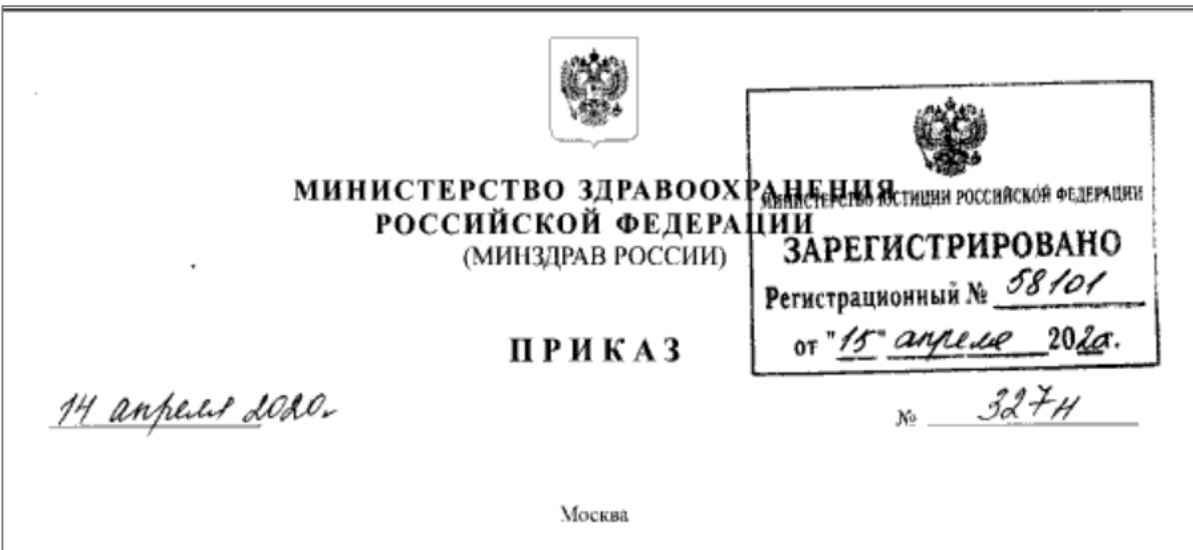 МИНИСТЕРСТВО ЗДРАВООХРАНЕНИЯ
РОССИЙСКОЙ ФЕДЕРАЦИИ
(МИНЗДРАВ РОССИИ)
МИНИСТЕРСТВО ЮСТИЦИИ РОССИЙСКОЙ ФЕДЕРАЦИИ
ЗАРЕГИСТРИРОВАНО
Регистрационный № 58101
от "15" апреля 2020г.
ПРИКАЗ
14 апреля 2020г.
№ 327н
Москва